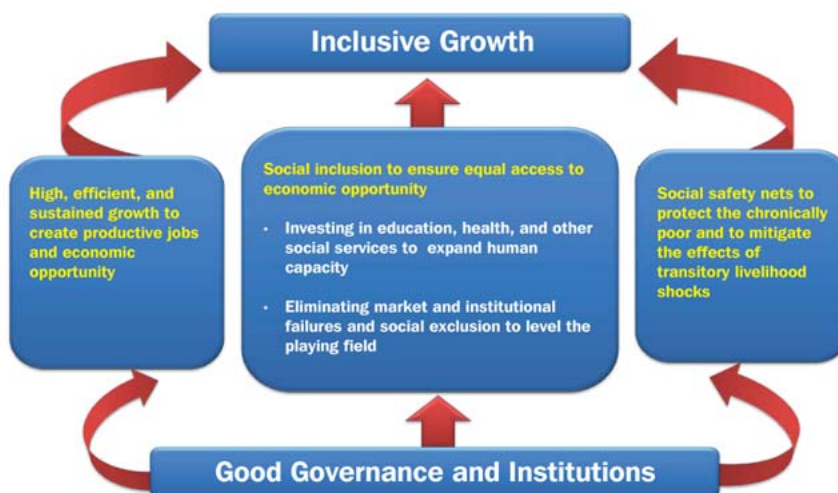 Inclusive Growth
High, efficient, and
sustained growth to
create productive jobs
and economic
opportunity
Social inclusion to ensure equal access to
economic opportunity
• Investing in education, health, and other
social services to expand human
capacity
• Eliminating market and institutional
failures and social exclusion to level the
playing field
Social safety nets to
protect the chronically
poor and to mitigate
the effects of
transitory livelihood
shocks
Good Governance and Institutions